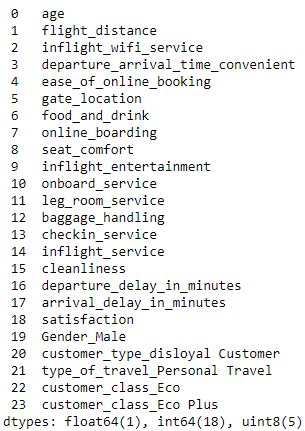 0 age
1 flight_distance
2 inflight_wifi_service
3 departure_arrival_time_convenient
4 ease_of_online_booking
5 gate_location
6 food_and_drink
7 online_boarding
8 seat_comfort
9 inflight_entertainment
10 onboard_service
11 leg_room_service
12 baggage_handling
13 checkin_service
14 inflight_service
15 cleanliness
16 departure_delay_in_minutes
17 arrival_delay_in_minutes
18 satisfaction
19 Gender_Male
20 customer_type_disloyal Customer
21 type_of_travel_Personal Travel
22 customer_class_Eco
23 customer_class_Eco Plus
dtypes: float64(1), int64(18), uint8(5)